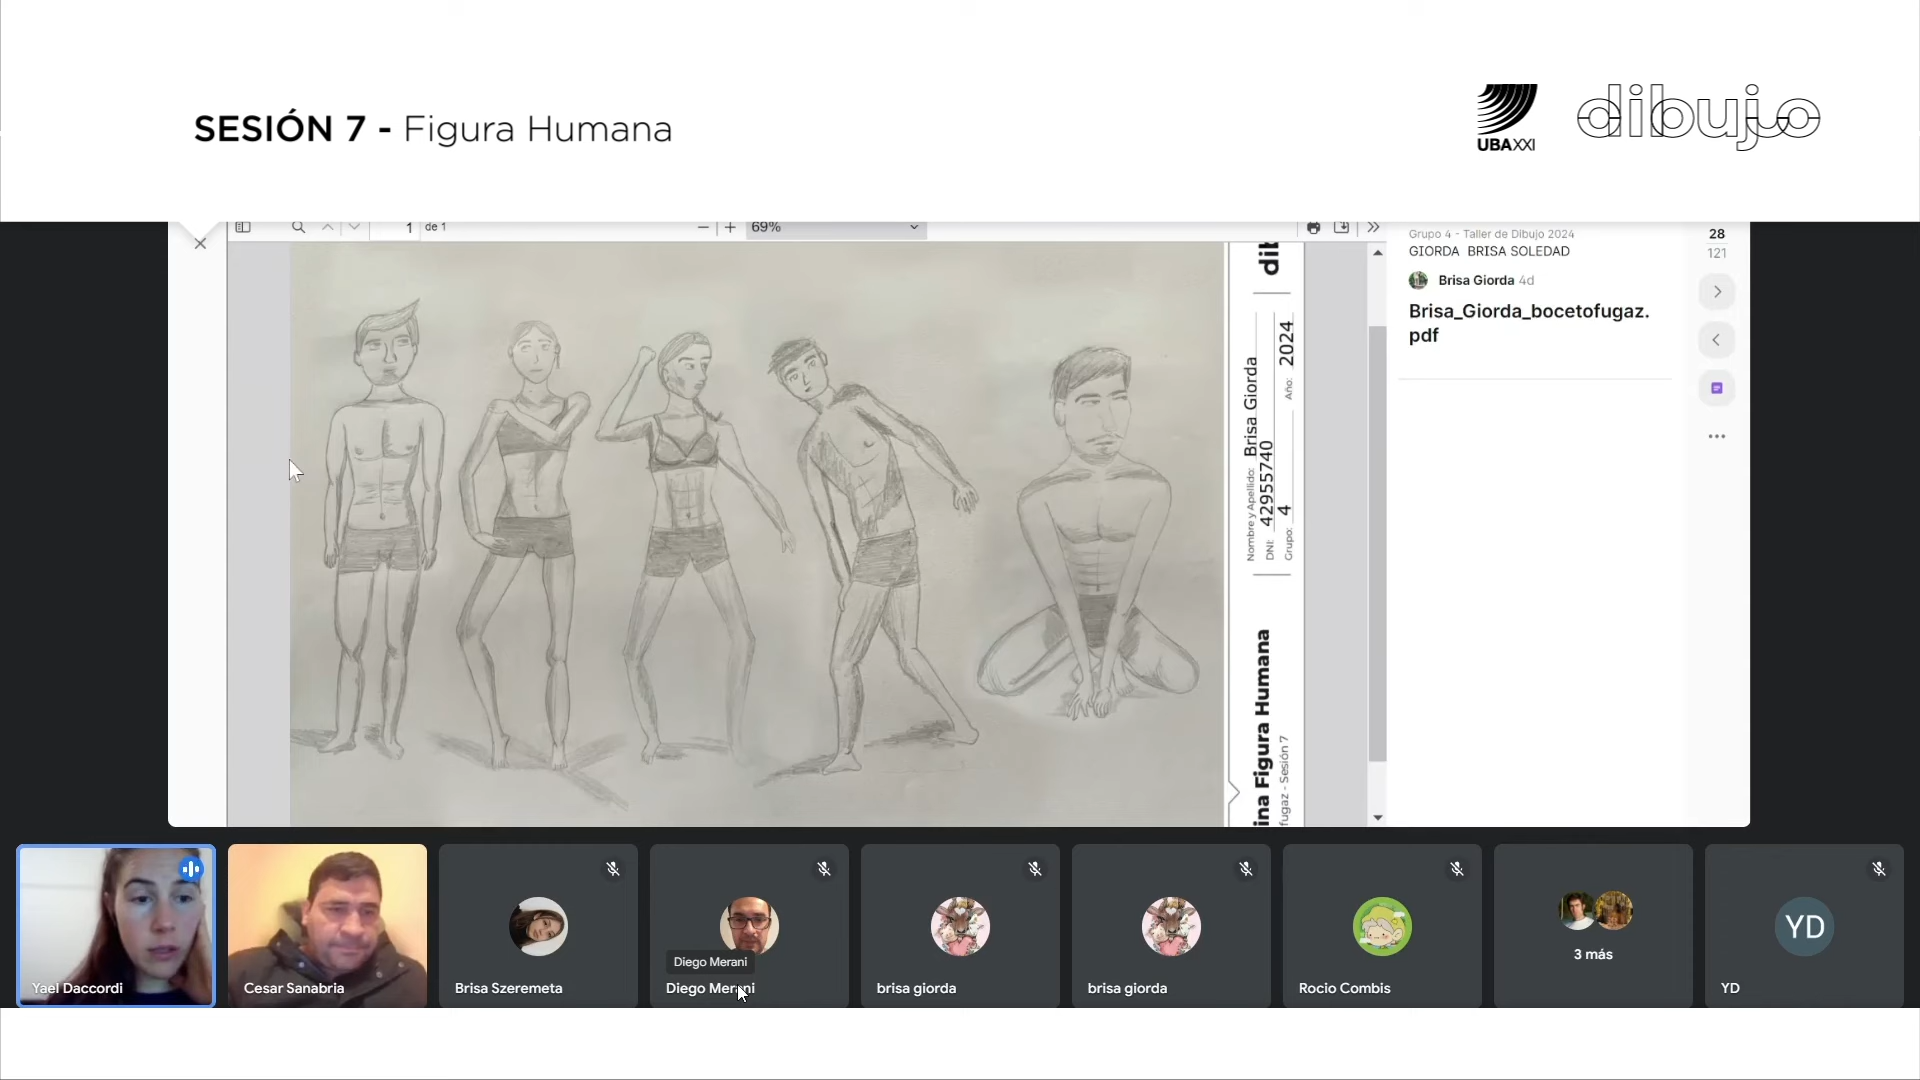 SESIÓN 7 - Figura Humana
UBAXXI
dibujo
1 de 1
69%
Grupo 4 - Taller de Dibujo 2024
GIORDA BRISA SOLEDAD
Brisa Giorda 4d
Brisa_Giorda_bocetofugaz.
pdf
28
121
dib
Nombre y Apellido: Brisa Giorda
DNI: 42955740
Grupo: 4 Año: 2024
ina Figura Humana
fugaz - Sesión 7
Yael Daccordi
Cesar Sanabria
Brisa Szeremeta
Diego Merani
Diego Merani
brisa giorda
brisa giorda
Rocio Combis
3 más
YD
YD